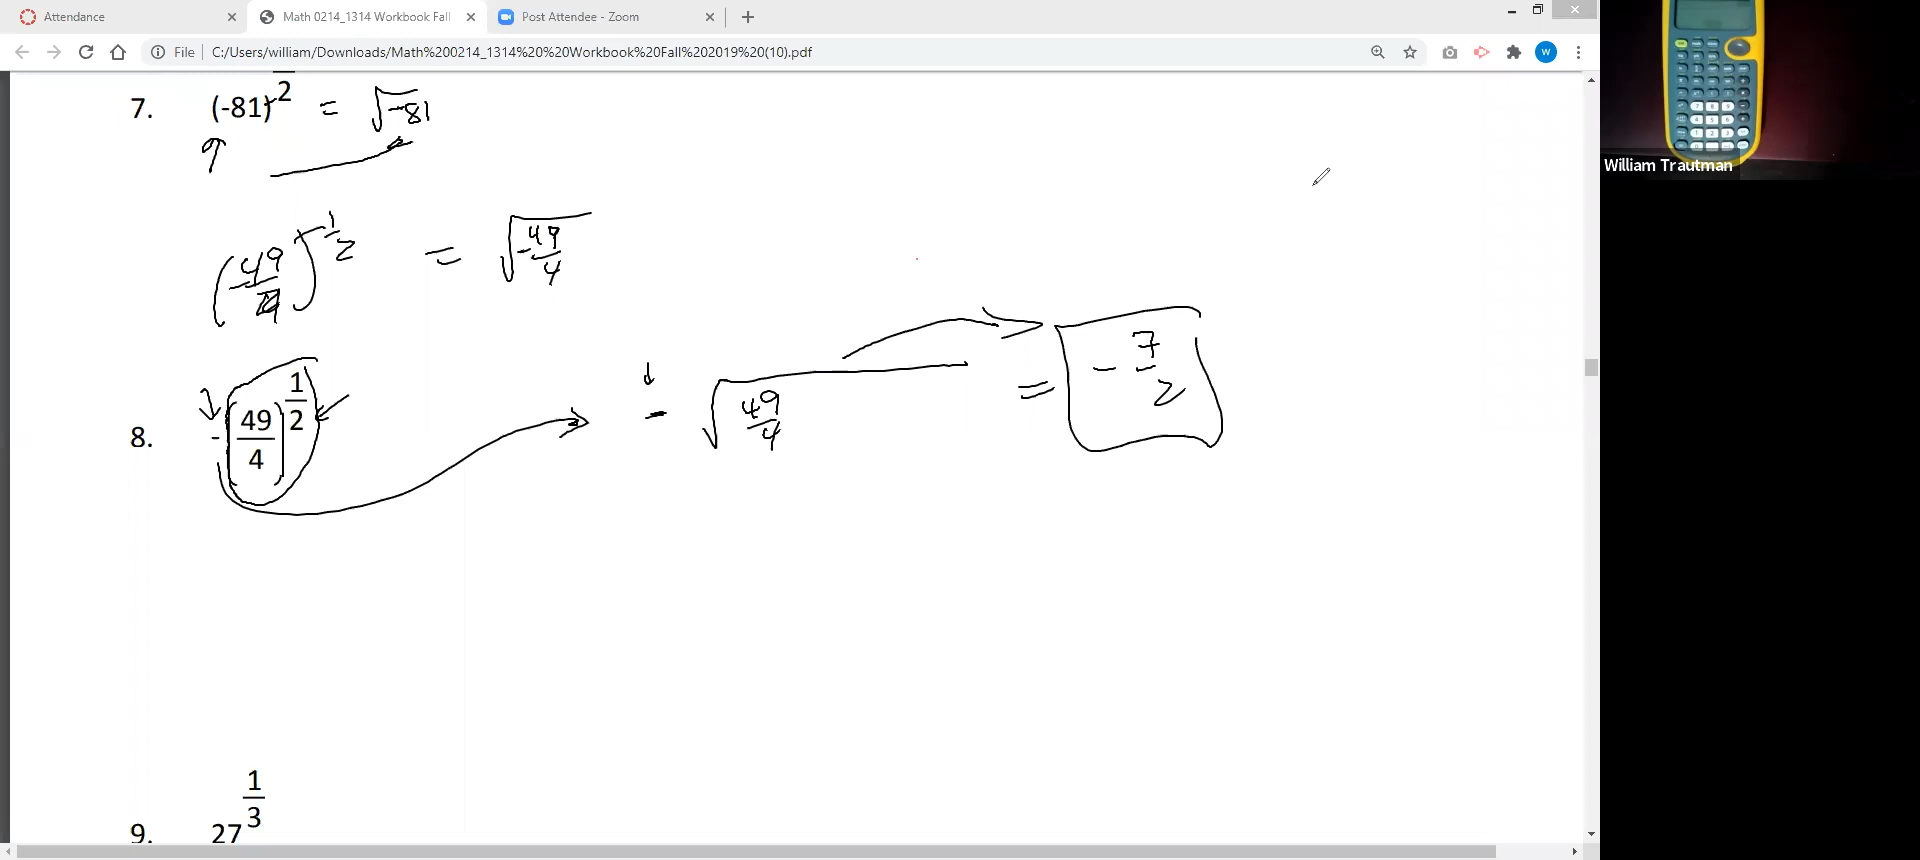 Attendance
Math 0214_1314 Workbook Fall
Post Attendee - Zoom
File C:/Users/william/Downloads/Math%200214_1314%20%20Workbook%20Fall%202019%20(10).pdf
W
7. (-81)^1/2 = √-81
(-49/4)^1/2 = √-49/4
8. -(49/4)^1/2 - √49/4 = -7/2
9. 27^1/3
William Trautman